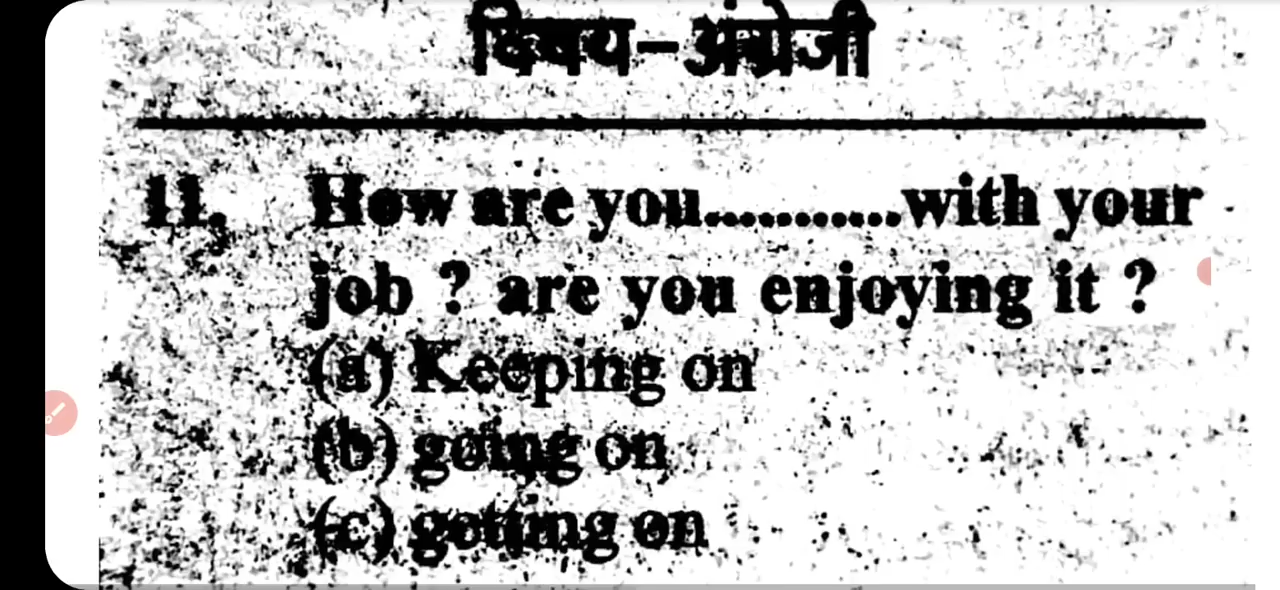 विषय-अंग्रेजी
11. How are you...........with your
job ? are you enjoying it ?
(a) Keeping on
(b) going on
(c) getting on